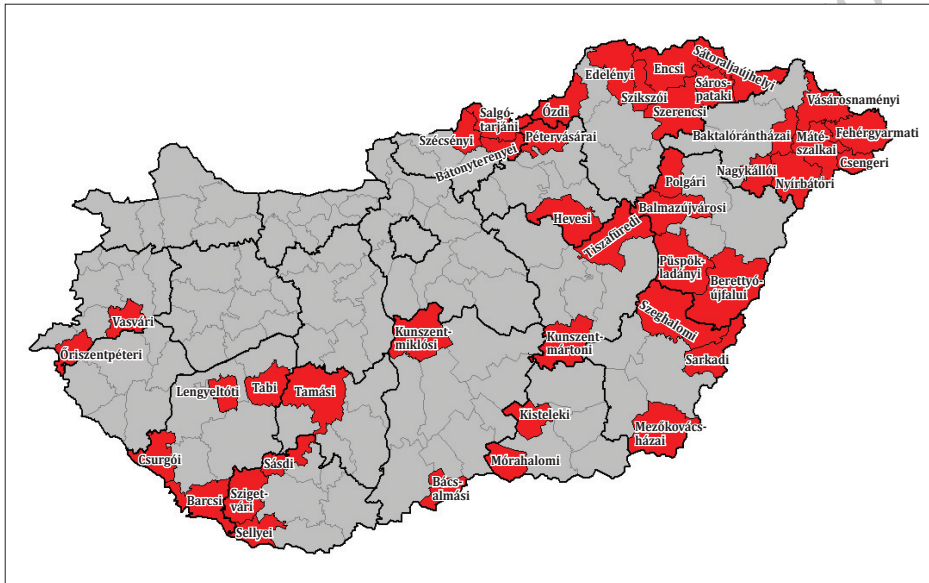 Sátoraljaújhelyi
Edelényi
Encsi
Sáros-
pataki
Vásárosnaményi
Szikszói
Ózdi
Salgó-
tarjáni
Szerencsi
Fehérgyarmati
Szécsényi
Pétervásárai
Baktalórántházai
Máté-
szalkai
Bátonyterenyei
Nagykállói
Csengeri
Polgári
Nyírbátori
Balmazújvárosi
Hevesi
Tiszafüredi
Püspök-
ladányi
Berettyó-
újfalui
Szeghalomi
Vasvári
Kunszent-
miklósi
Kunszent-
mártoni
Őriszentpéteri
Sarkadi
Lengyeltóti
Tabi
Tamási
Kisteleki
Mezőkovács-
házai
Csurgói
Sásdi
Mórahalomi
Barcsi
Sziget-
vári
Bács-
almási
Sellyei